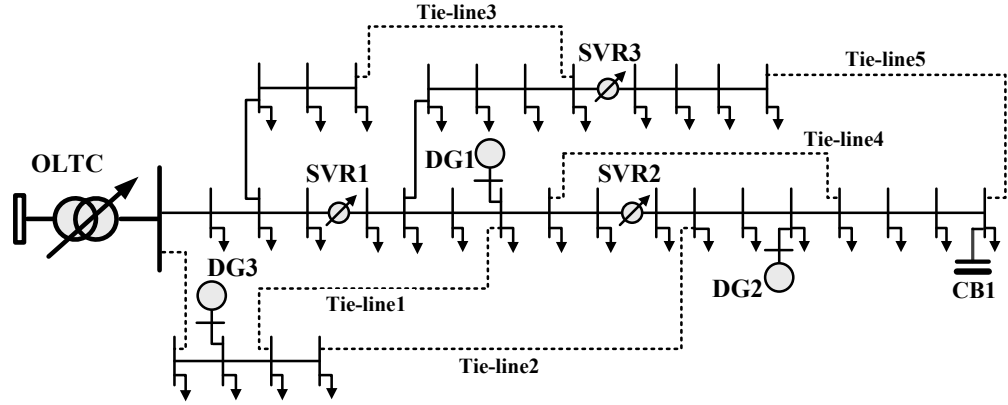 Tie-line3
SVR3
Tie-line5
DG1
Tie-line4
OLTC
SVR1
SVR2
DG3
Tie-line1
DG2
CB1
Tie-line2